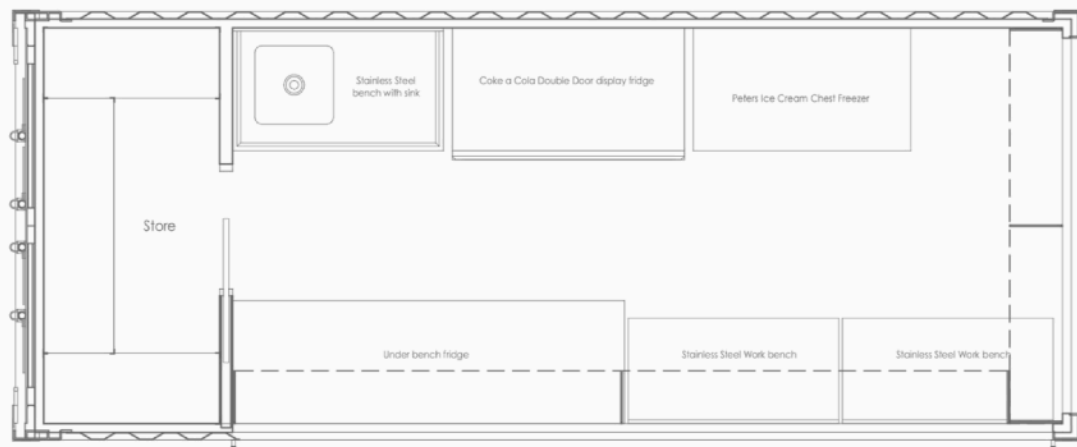 Stainless Steel
bench with sink
Coke a Cola Double Door display fridge
Peters Ice Cream Chest Freezer
Store
Under bench fridge
Stainless Steel Work bench
Stainless Steel Work bench